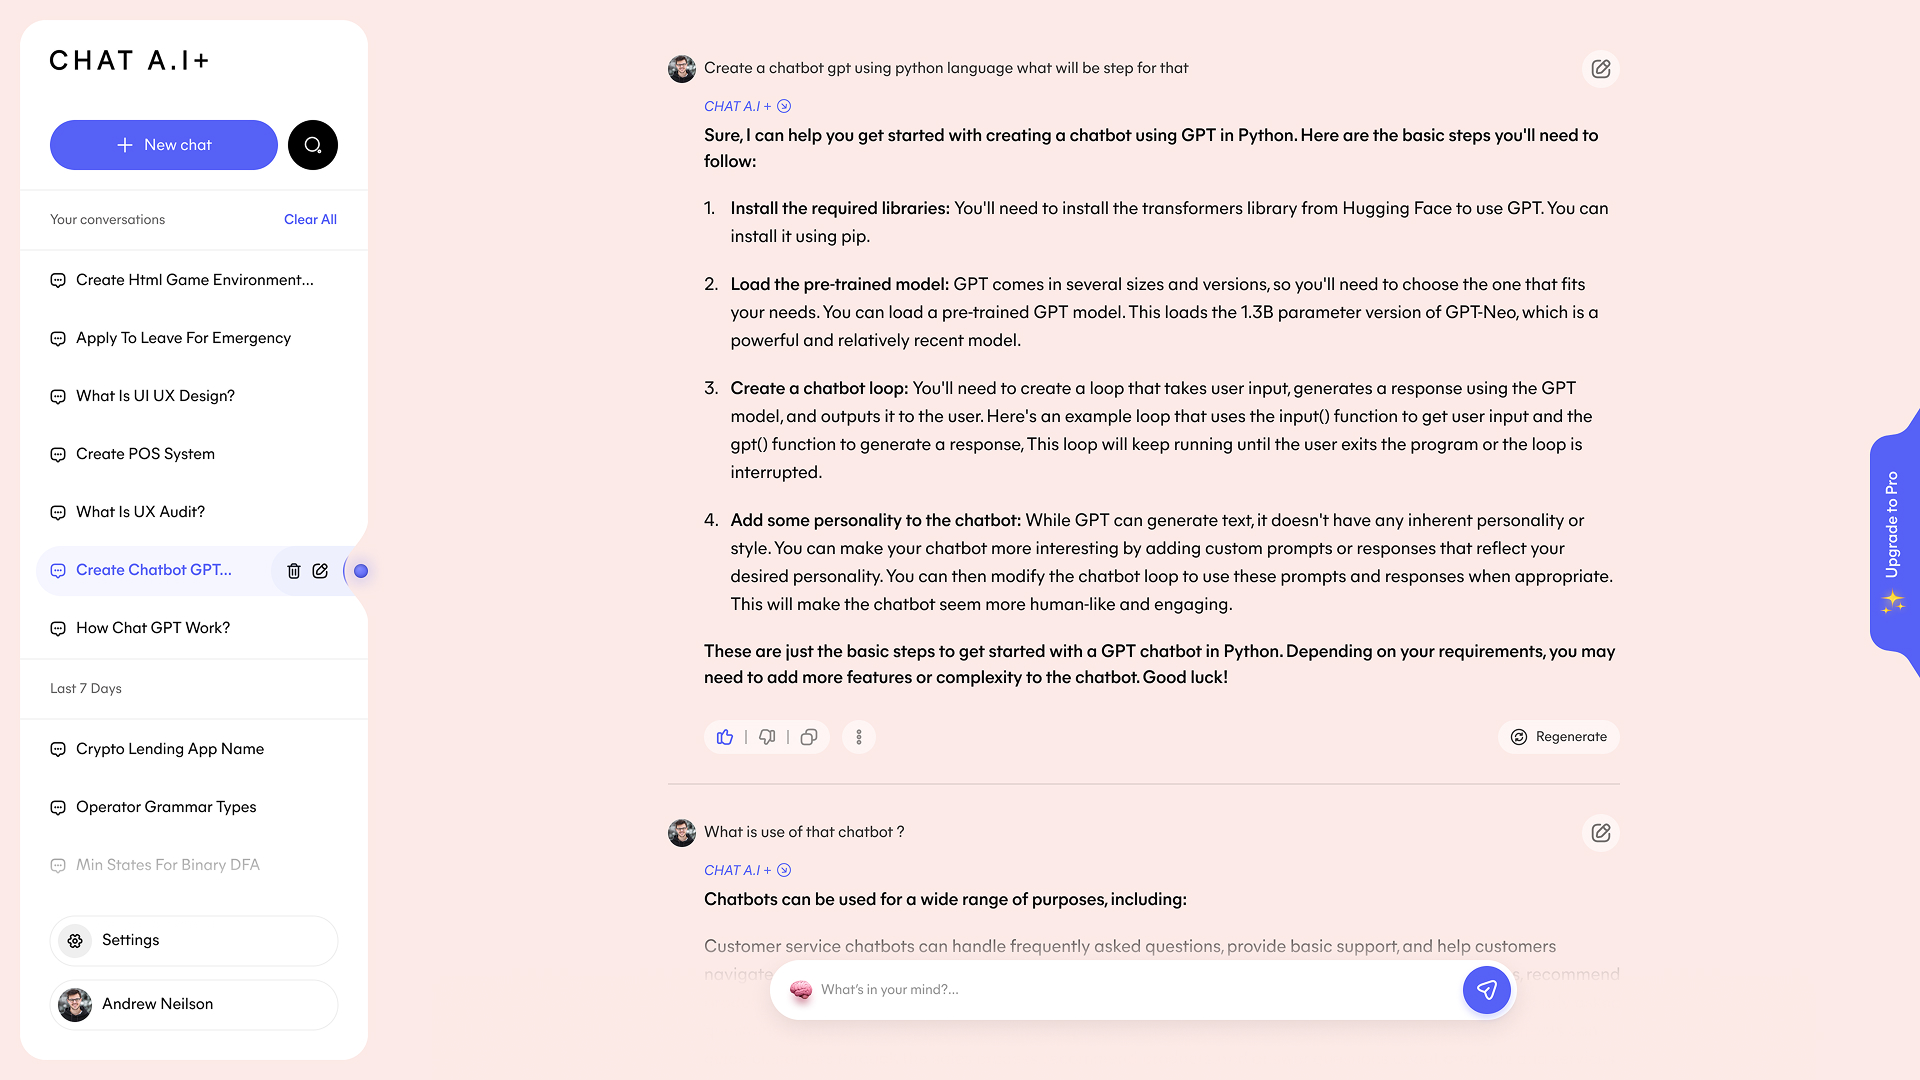 CHAT A.I+
New chat
Your conversations
Clear All
Create Html Game Environment...
Apply To Leave For Emergency
What Is UI UX Design?
Create POS System
What Is UX Audit?
Create Chatbot GPT...
How Chat GPT Work?
Last 7 Days
Crypto Lending App Name
Operator Grammar Types
Min States For Binary DFA
Settings
Andrew Neilson
Create a chatbot gpt using python language what will be step for that
CHAT A.I +
Sure, I can help you get started with creating a chatbot using GPT in Python. Here are the basic steps you'll need to
follow:
1. Install the required libraries: You'll need to install the transformers library from Hugging Face to use GPT. You can
install it using pip.
2. Load the pre-trained model: GPT comes in several sizes and versions, so you'll need to choose the one that fits
your needs. You can load a pre-trained GPT model. This loads the 1.3B parameter version of GPT-Neo, which is a
powerful and relatively recent model.
3. Create a chatbot loop: You'll need to create a loop that takes user input, generates a response using the GPT
model, and outputs it to the user. Here's an example loop that uses the input() function to get user input and the
gpt() function to generate a response, This loop will keep running until the user exits the program or the loop is
interrupted.
4. Add some personality to the chatbot: While GPT can generate text, it doesn't have any inherent personality or
style. You can make your chatbot more interesting by adding custom prompts or responses that reflect your
desired personality. You can then modify the chatbot loop to use these prompts and responses when appropriate.
This will make the chatbot seem more human-like and engaging.
These are just the basic steps to get started with a GPT chatbot in Python. Depending on your requirements, you may
need to add more features or complexity to the chatbot. Good luck!
Regenerate
What is use of that chatbot ?
CHAT A.I +
Chatbots can be used for a wide range of purposes, including:
Customer service chatbots can handle frequently asked questions, provide basic support, and help customers
navigate
recommend
What's in your mind?...
Upgrade to Pro